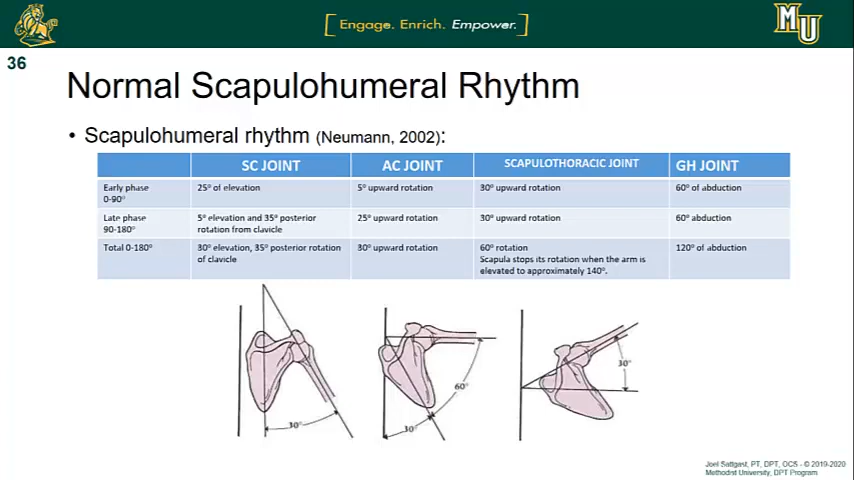 [ Engage. Enrich. Empower. ]
MU
36
Normal Scapulohumeral Rhythm
• Scapulohumeral rhythm (Neumann, 2002):
SC JOINT AC JOINT SCAPULOTHORACIC JOINT GH JOINT
Early phase 25° of elevation 5° upward rotation 30° upward rotation 60° of abduction
0-90°
Late phase 5° elevation and 35° posterior 25° upward rotation 30° upward rotation 60° abduction
90-180° rotation from clavicle
Total 0-180° 30° elevation, 35° posterior rotation 30° upward rotation 60° rotation 120° of abduction
of clavicle Scapula stops its rotation when the arm is
elevated to approximately 140°.
30°
60°
30°
30°
Joel Sattgast, PT, DPT, OCS - © 2019-2020
Methodist University, DPT Program